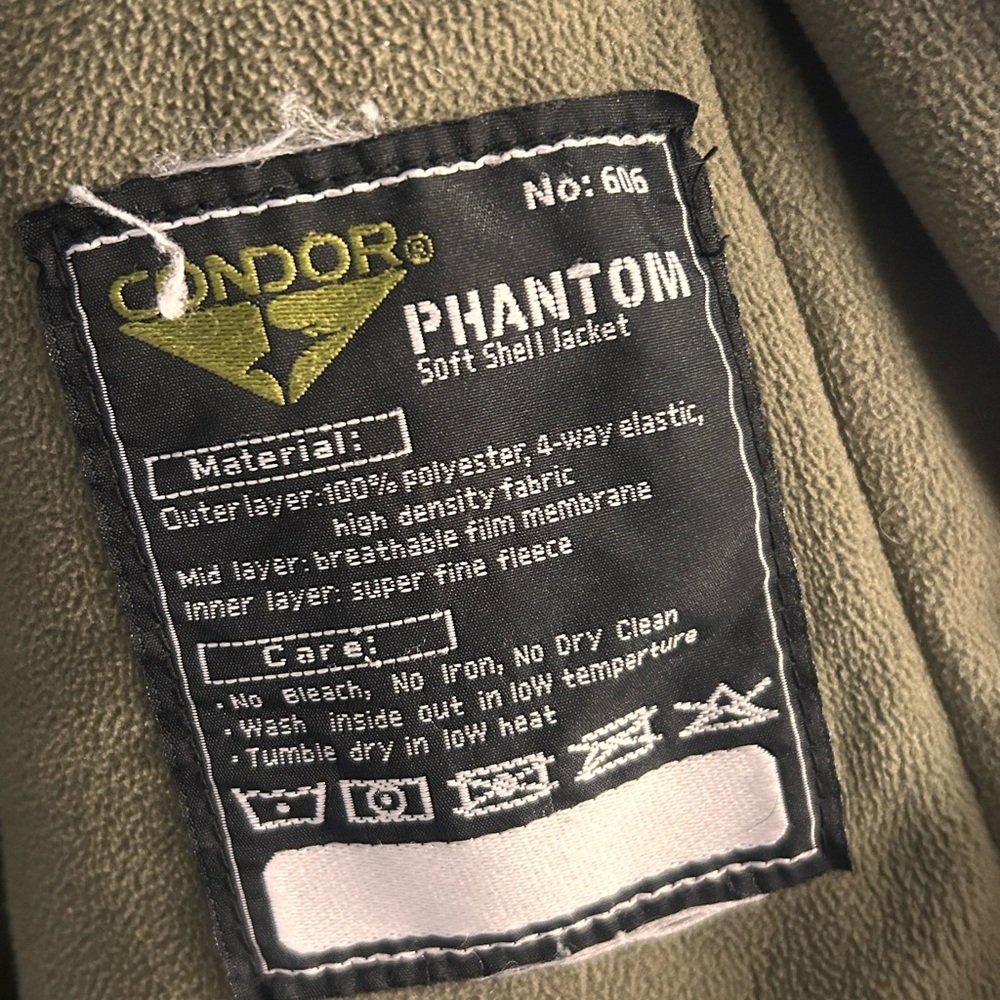 No: 606
CONDOR®
PHANTOM
Soft Shell Jacket
Material:
Outer layer:100% polyester, 4-way elastic,
high density fabric
Mid layer: breathable film membrane
Inner layer: super fine fleece
Care:
· No Bleach, No Iron, No Dry Clean
· Wash inside out in low temperture
· Tumble dry in low heat